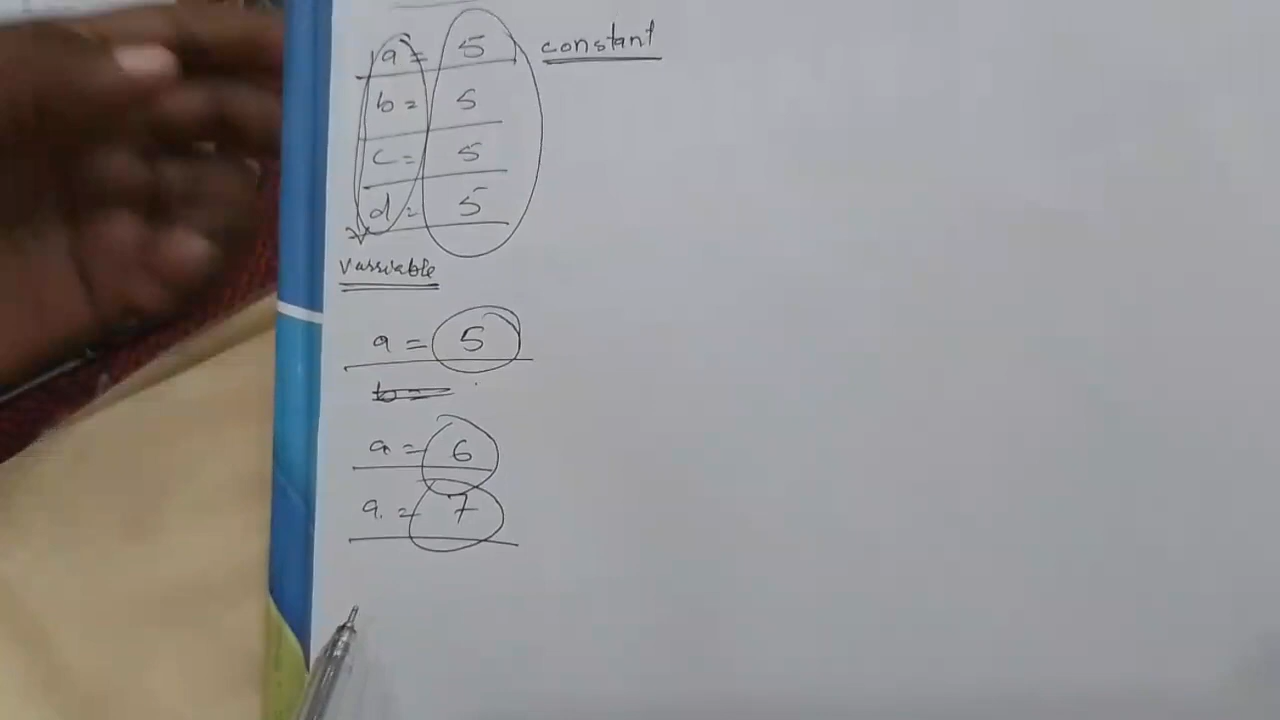 a = 5 constant
b = 5
c = 5
d = 5
varriable
a = 5
b =
a = 6
a = 7